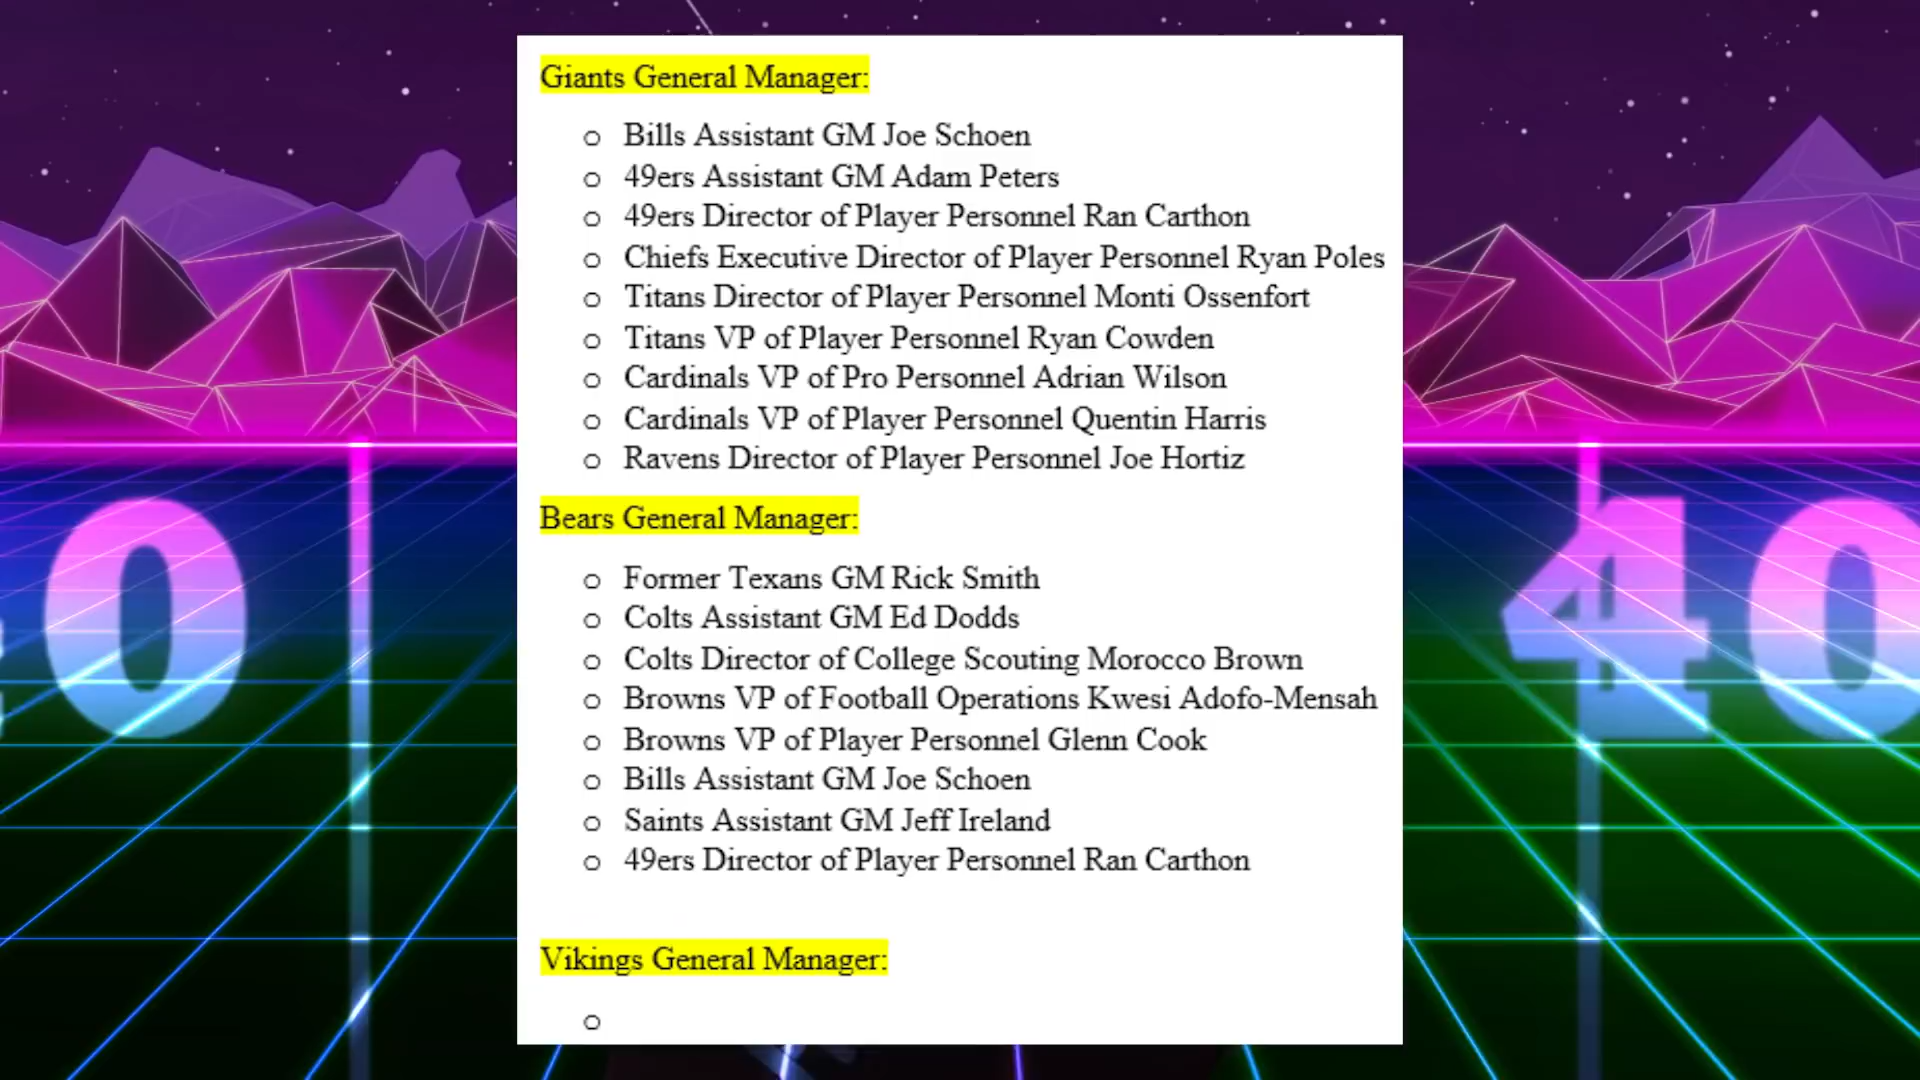 Giants General Manager:
o Bills Assistant GM Joe Schoen
o 49ers Assistant GM Adam Peters
o 49ers Director of Player Personnel Ran Carthon
o Chiefs Executive Director of Player Personnel Ryan Poles
o Titans Director of Player Personnel Monti Ossenfort
o Titans VP of Player Personnel Ryan Cowden
o Cardinals VP of Pro Personnel Adrian Wilson
o Cardinals VP of Player Personnel Quentin Harris
o Ravens Director of Player Personnel Joe Hortiz
Bears General Manager:
o Former Texans GM Rick Smith
o Colts Assistant GM Ed Dodds
o Colts Director of College Scouting Morocco Brown
o Browns VP of Football Operations Kwesi Adofo-Mensah
o Browns VP of Player Personnel Glenn Cook
o Bills Assistant GM Joe Schoen
o Saints Assistant GM Jeff Ireland
o 49ers Director of Player Personnel Ran Carthon
Vikings General Manager:
o
0
40